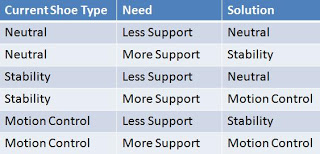 Current Shoe Type Need Solution
Neutral Less Support Neutral
Neutral More Support Stability
Stability Less Support Neutral
Stability More Support Motion Control
Motion Control Less Support Stability
Motion Control More Support Motion Control